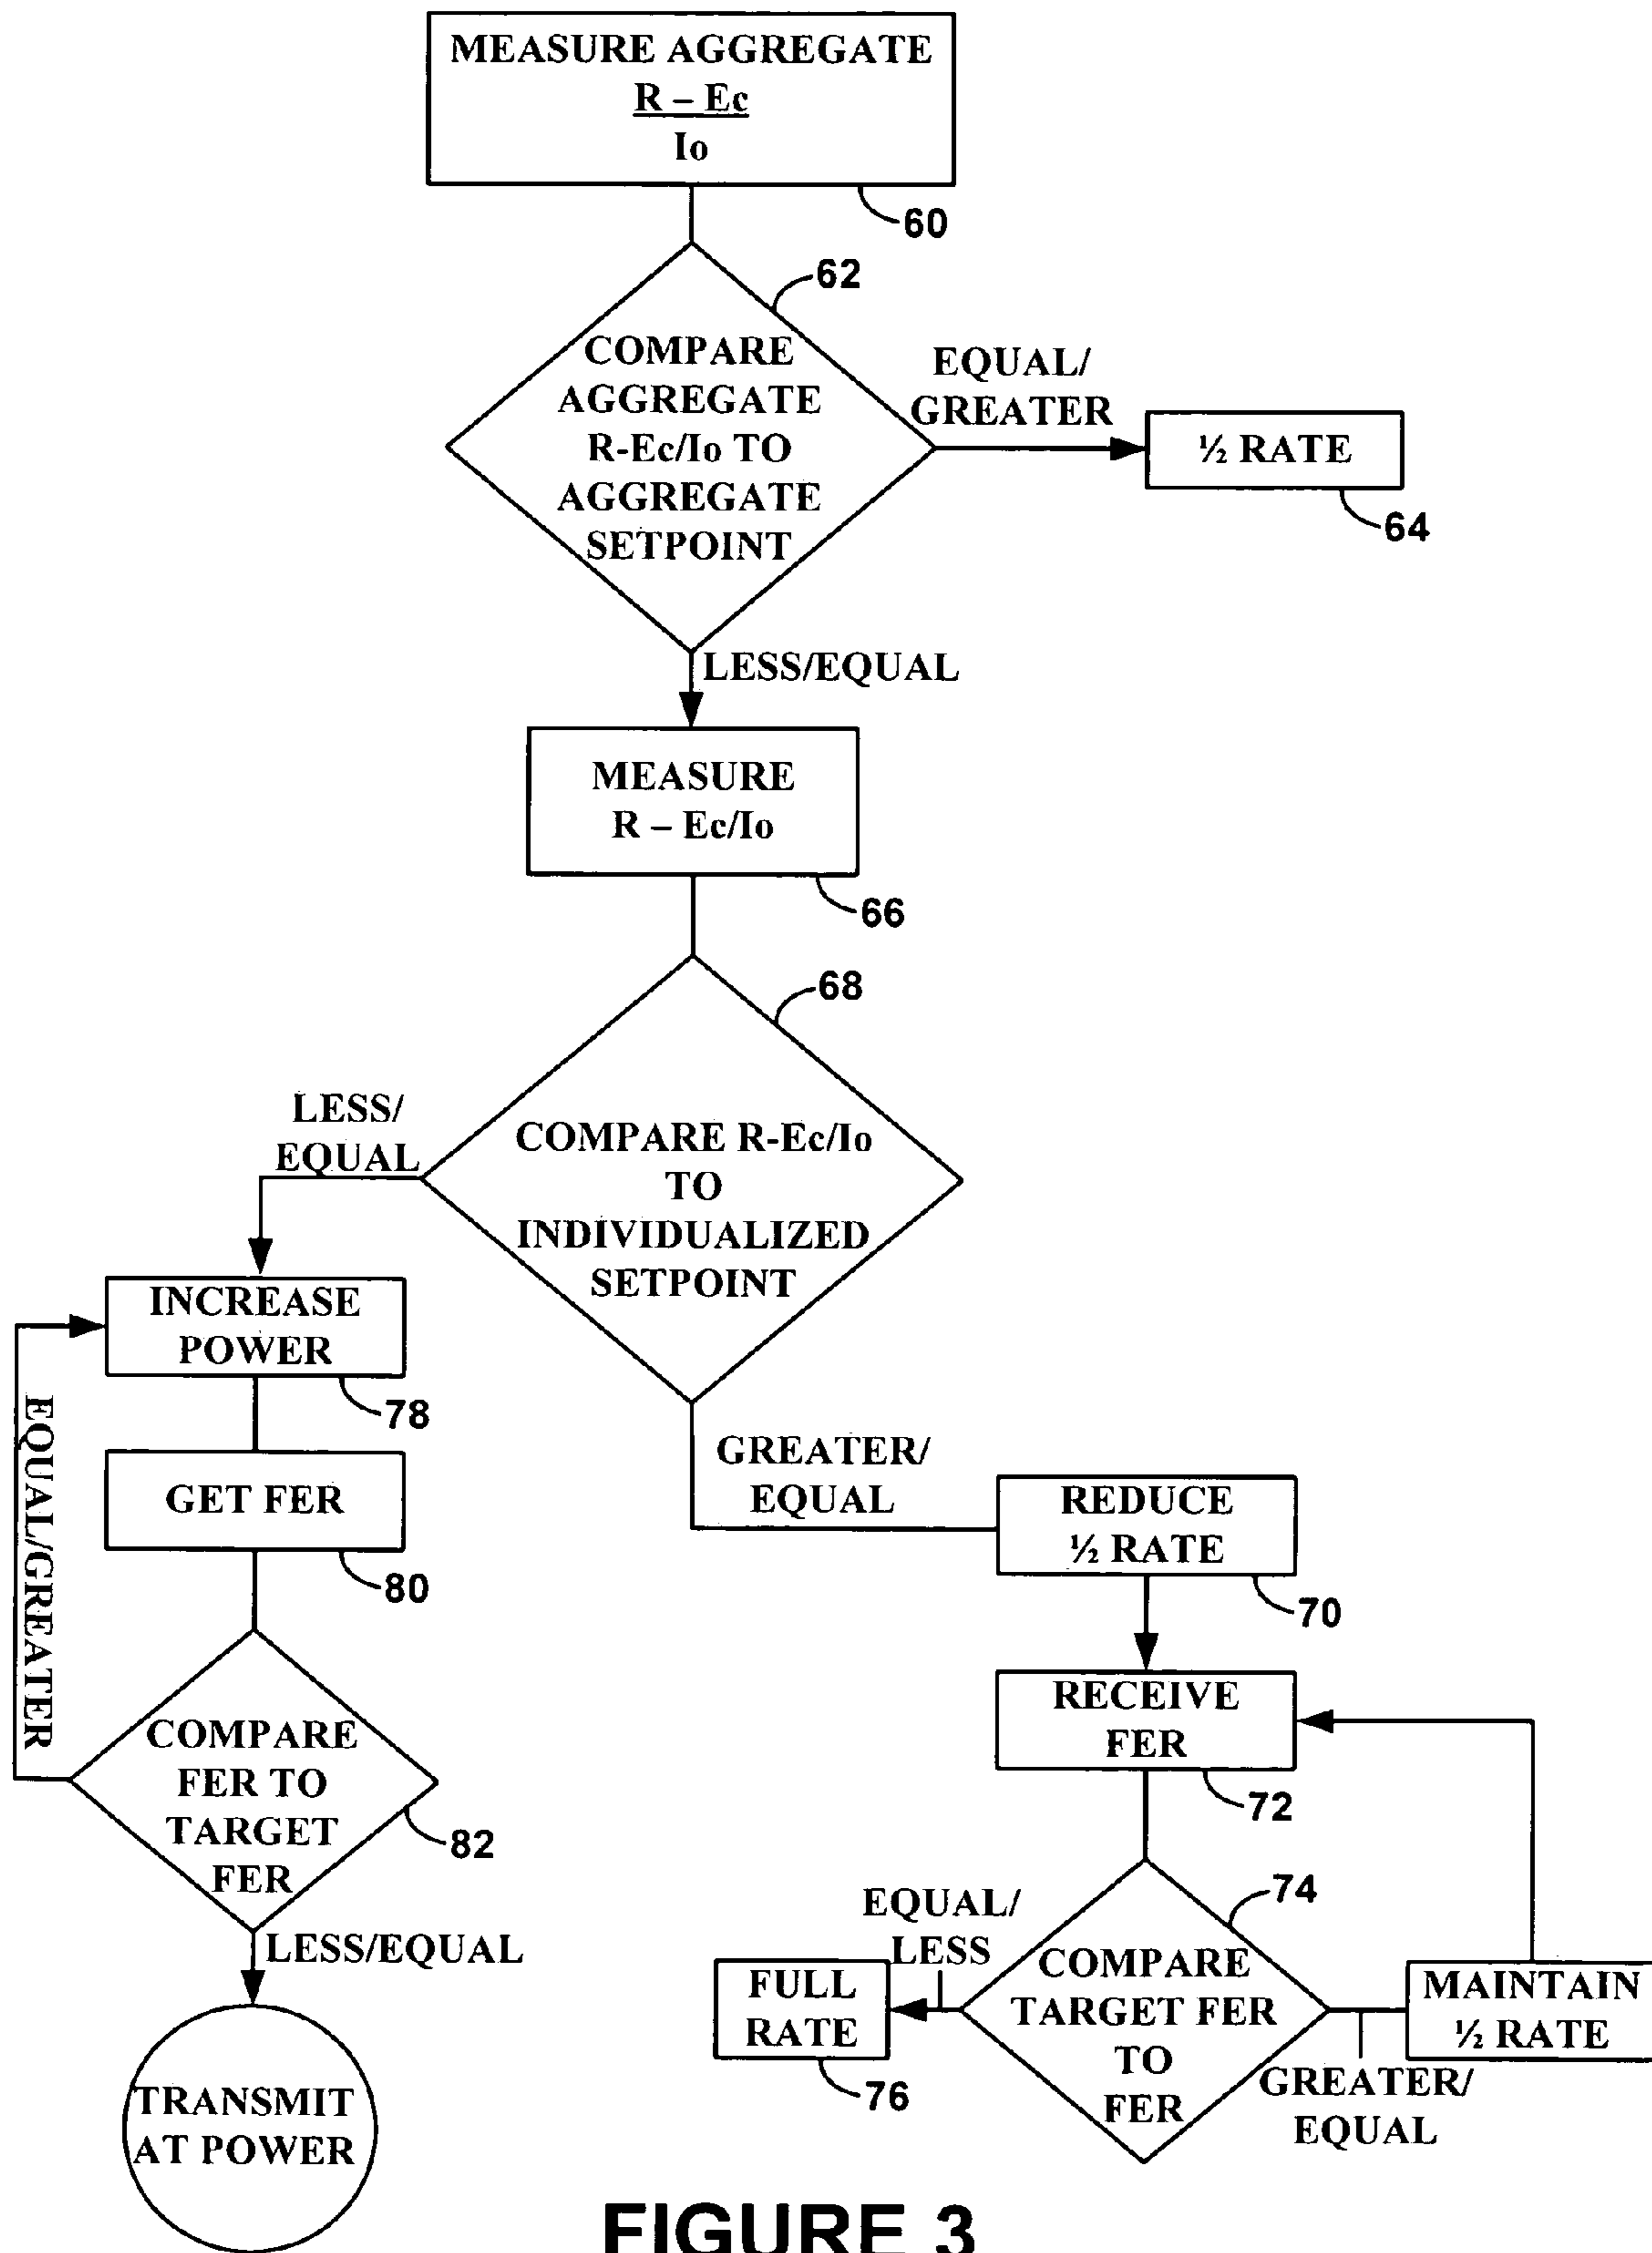 MEASURE AGGREGATE
R – Ec
Io
60
62
COMPARE
AGGREGATE
R-Ec/Io TO
AGGREGATE
SETPOINT
EQUAL/
GREATER
½ RATE
64
LESS/EQUAL
MEASURE
R – Ec/Io
66
68
LESS/
EQUAL
COMPARE R-Ec/Io
TO
INDIVIDUALIZED
SETPOINT
INCREASE
POWER
78
EQUAL/GREATER
GET FER
80
COMPARE
FER TO
TARGET
FER
82
LESS/EQUAL
TRANSMIT
AT POWER
GREATER/
EQUAL
REDUCE
½ RATE
70
RECEIVE
FER
72
74
EQUAL/
LESS
FULL
RATE
76
COMPARE
TARGET FER
TO
FER
MAINTAIN
½ RATE
GREATER/
EQUAL
FIGURE 3